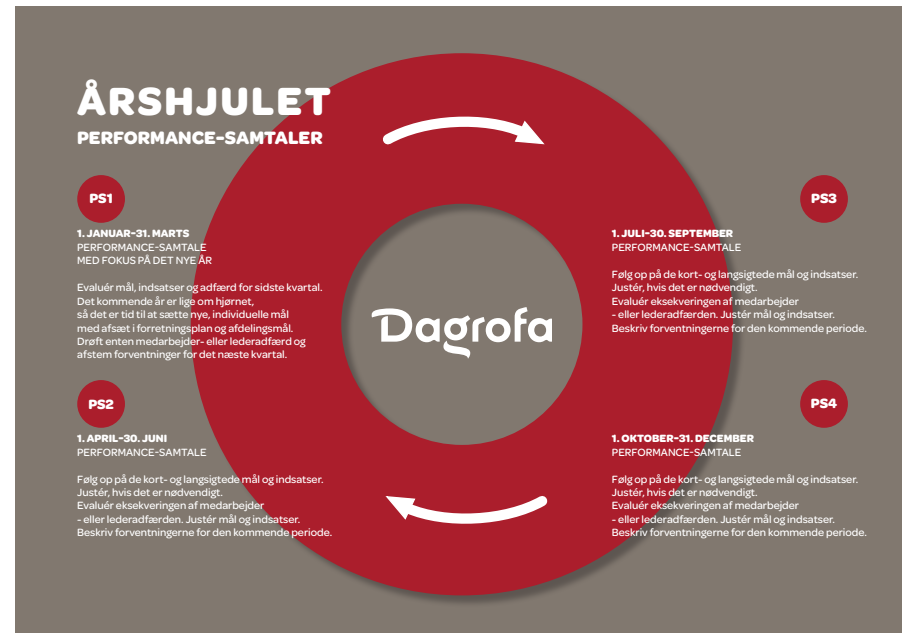 ÅRSHJULET
PERFORMANCE-SAMTALER
PS1
1. JANUAR-31. MARTS
PERFORMANCE-SAMTALE
MED FOKUS PÅ DET NYE ÅR
Evaluér mål, indsatser og adfærd for sidste kvartal.
Det kommende år er lige om hjørnet,
så det er tid til at sætte nye, individuelle mål
med afsæt i forretningsplan og afdelingsmål.
Drøft enten medarbejder- eller lederadfærd og
afstem forventninger for det næste kvartal.
PS2
1. APRIL-30. JUNI
PERFORMANCE-SAMTALE
Følg op på de kort- og langsigtede mål og indsatser.
Justér, hvis det er nødvendigt.
Evaluér eksekveringen af medarbejder
- eller lederadfærden. Justér mål og indsatser.
Beskriv forventningerne for den kommende periode.
Dagrofa
PS3
1. JULI-30. SEPTEMBER
PERFORMANCE-SAMTALE
Følg op på de kort- og langsigtede mål og indsatser.
Justér, hvis det er nødvendigt.
Evaluér eksekveringen af medarbejder
- eller lederadfærd. Justér mål og indsatser.
Beskriv forventningerne for den kommende periode.
PS4
1. OKTOBER-31. DECEMBER
PERFORMANCE-SAMTALE
Følg op på de kort- og langsigtede mål og indsatser.
Justér, hvis det er nødvendigt.
Evaluér eksekveringen af medarbejder
- eller lederadfærden. Justér mål og indsatser.
Beskriv forventningerne for den kommende periode.